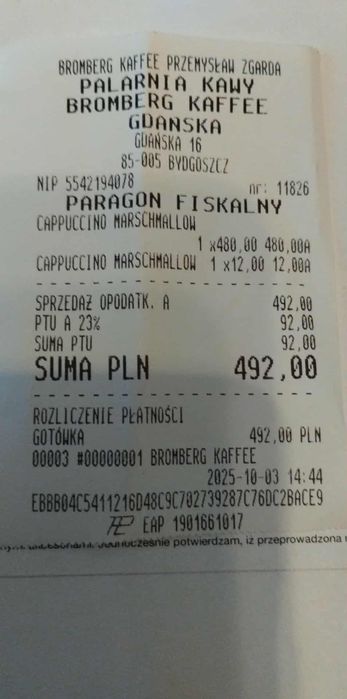 BROMBERG KAFFEE PRZEMYSŁAW ZGARDA
PALARNIA KAWY
BROMBERG KAFFEE
GDAŃSKA
GDAŃSKA 16
85-005 BYDGOSZCZ
NIP 5542194078 nr: 11826
PARAGON FISKALNY
CAPPUCCINO MARSCHMALLOW
1 x480,00 480,00A
CAPPUCCINO MARSCHMALLOW 1 x12,00 12,00A
SPRZEDAŻ OPODATK. A 492,00
PTU A 23% 92,00
SUMA PTU 92,00
SUMA PLN 492,00
ROZLICZENIE PŁATNOŚCI
GOTÓWKA 492,00 PLN
00003 #00000001 BROMBERG KAFFEE
2025-10-03 14:44
EBBB04C5411216D48C9C702739287C76DC2BACE9
EAP 1901661017
potwierdzam, iż przeprowadzona